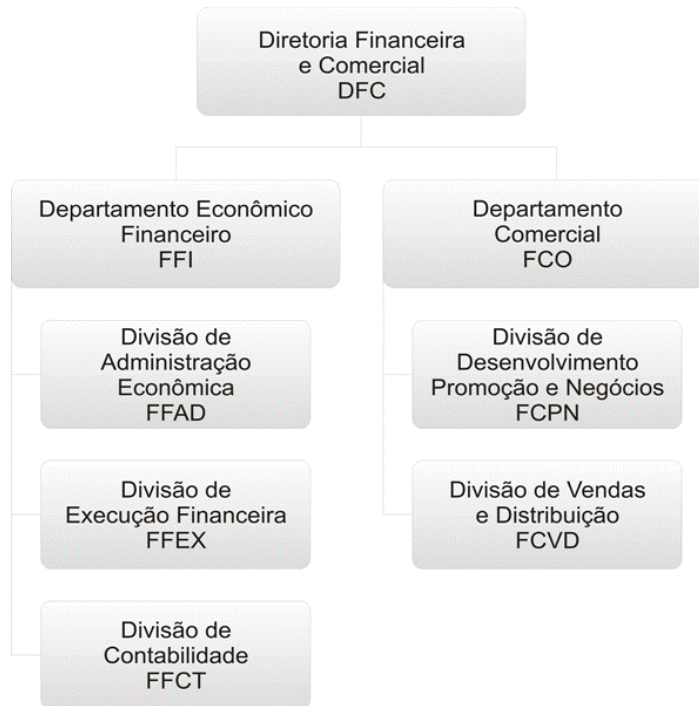 Diretoria Financeira
e Comercial
DFC
Departamento Econômico
Financeiro
FFI
Divisão de
Administração
Econômica
FFAD
Divisão de
Execução Financeira
FFEX
Divisão de
Contabilidade
FFCT
Departamento
Comercial
FCO
Divisão de
Desenvolvimento
Promoção e Negócios
FCPN
Divisão de Vendas
e Distribuição
FCVD